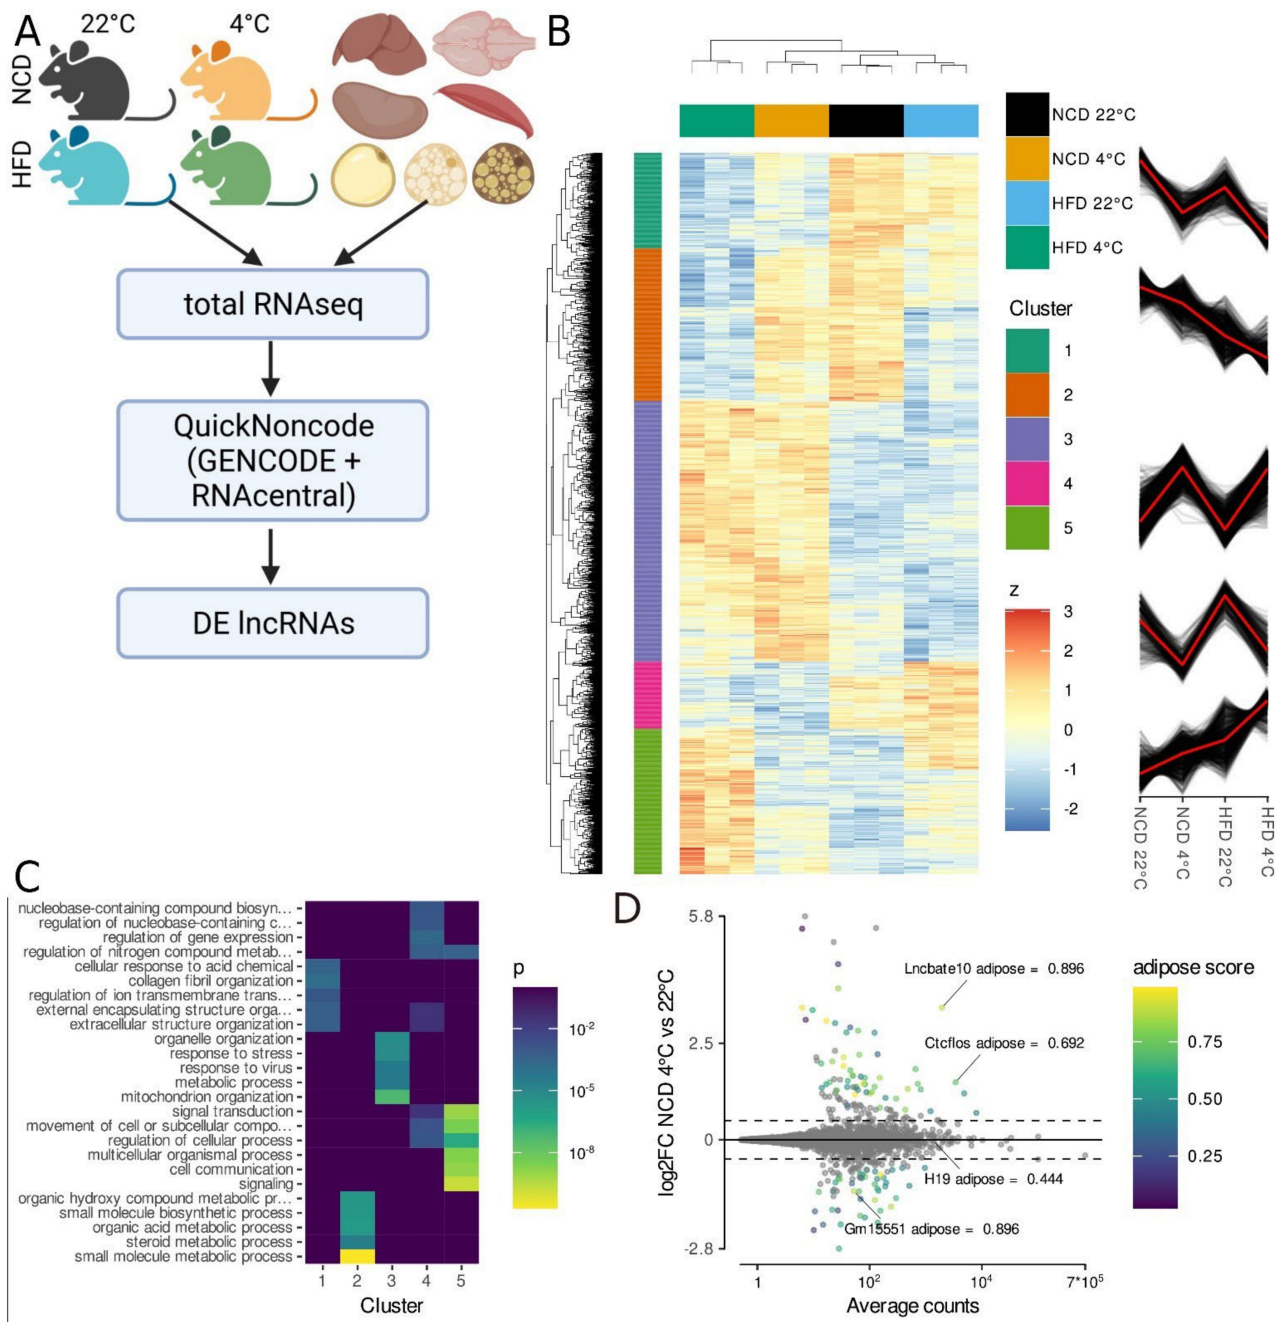 A
22°C
4°C
NCD
HFD
total RNAseq
QuickNoncode
(GENCODE +
RNAcentral)
DE lncRNAs
B
NCD 22°C
NCD 4°C
HFD 22°C
HFD 4°C
Cluster
1
2
3
4
5
z
3
2
1
0
-1
-2
NCD 22°C
NCD 4°C
HFD 22°C
HFD 4°C
C
nucleobase-containing compound biosyn…
regulation of nucleobase-containing c…
regulation of gene expression
regulation of nitrogen compound metab…
cellular response to acid chemical
collagen fibril organization
regulation of ion transmembrane trans…
external encapsulating structure orga…
extracellular structure organization
organelle organization
response to stress
response to virus
metabolic process
mitochondrion organization
signal transduction
movement of cell or subcellular compo…
regulation of cellular process
multicellular organismal process
cell communication
signaling
organic hydroxy compound metabolic pr…
small molecule biosynthetic process
organic acid metabolic process
steroid metabolic process
small molecule metabolic process
1 2 3 4 5
Cluster
p
10⁻²
10⁻⁵
10⁻⁸
D
log2FC NCD 4°C vs 22°C
5.8
2.5
0
-2.8
Lncbate10 adipose = 0.896
Ctcflos adipose = 0.692
H19 adipose = 0.444
Gm15551 adipose = 0.896
1 10² 10⁴ 7*10⁵
Average counts
adipose score
0.75
0.50
0.25